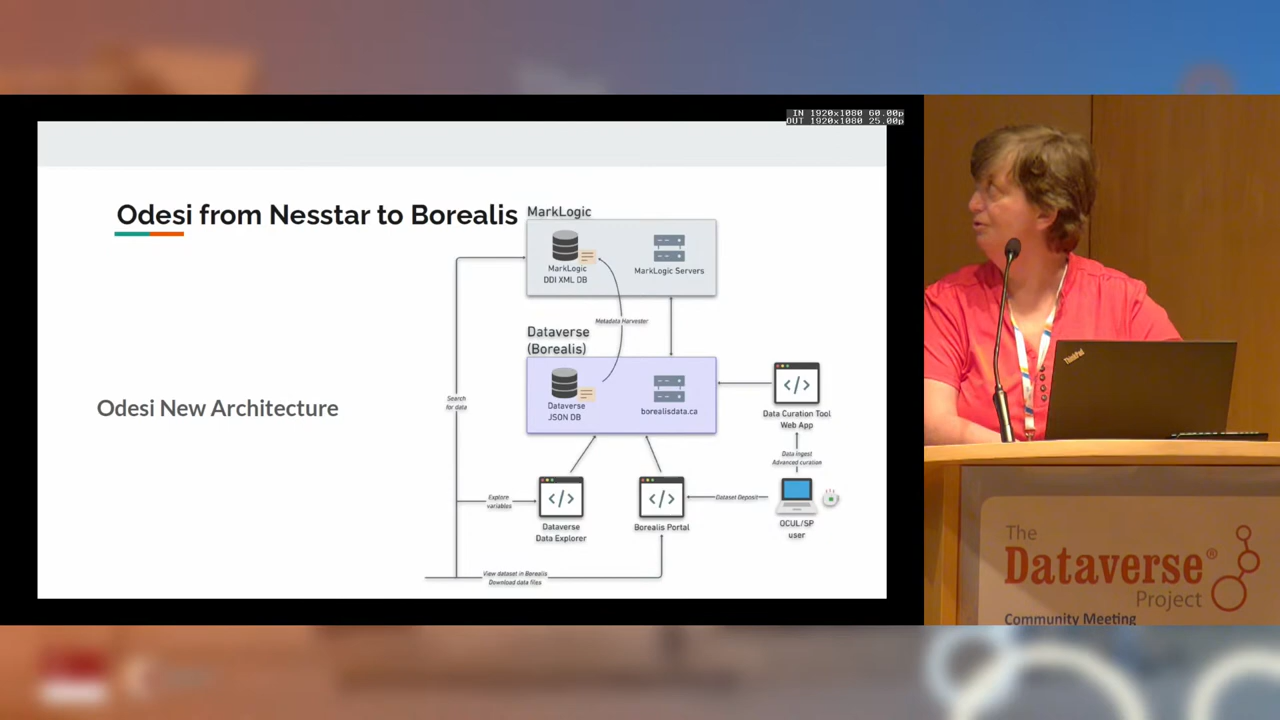 IN 1920x1080 60.00p
OUT 1920x1080 25.00p
Odesi from Nesstar to Borealis
MarkLogic
MarkLogic
DDI XML DB
MarkLogic Servers
Metadata Harvester
Dataverse
(Borealis)
Dataverse
JSON DB
borealisdata.ca
Data Curation Tool
Web App
Search
for data
Odesi New Architecture
Data Ingest
Advanced curation
Explore
variables
Dataset Deposit
Dataverse
Data Explorer
Borealis Portal
OCUL/SP
user
View dataset in Borealis
Download data files
ThinkPad
The
Dataverse®
Project
Community Meeting